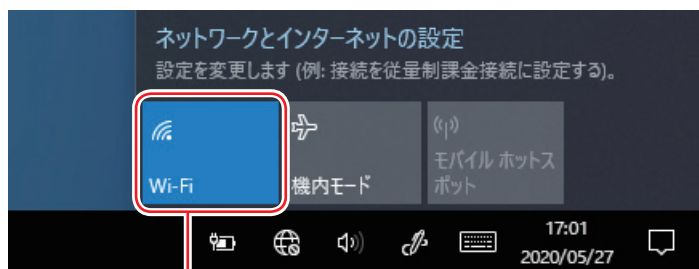 ネットワークとインターネットの設定
設定を変更します (例: 接続を従量制課金接続に設定する)。
Wi-Fi
機内モード
モバイル ホットス
ポット
17:01
2020/05/27